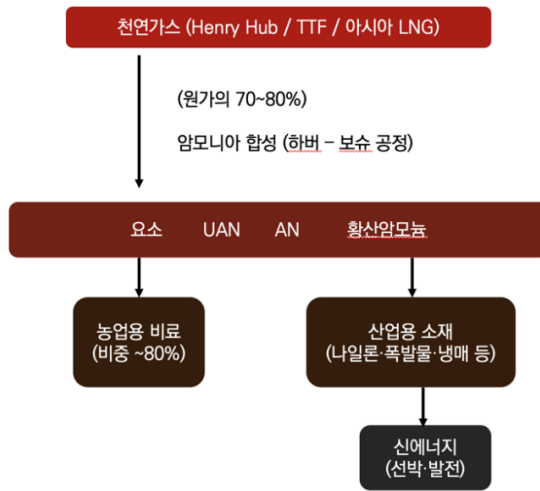 천연가스 (Henry Hub / TTF / 아시아 LNG)
(원가의 70~80%)
암모니아 합성 (하버 – 보슈 공정)
요소 UAN AN 황산암모늄
농업용 비료
(비중 ~80%)
산업용 소재
(나일론·폭발물·냉매 등)
신에너지
(선박·발전)